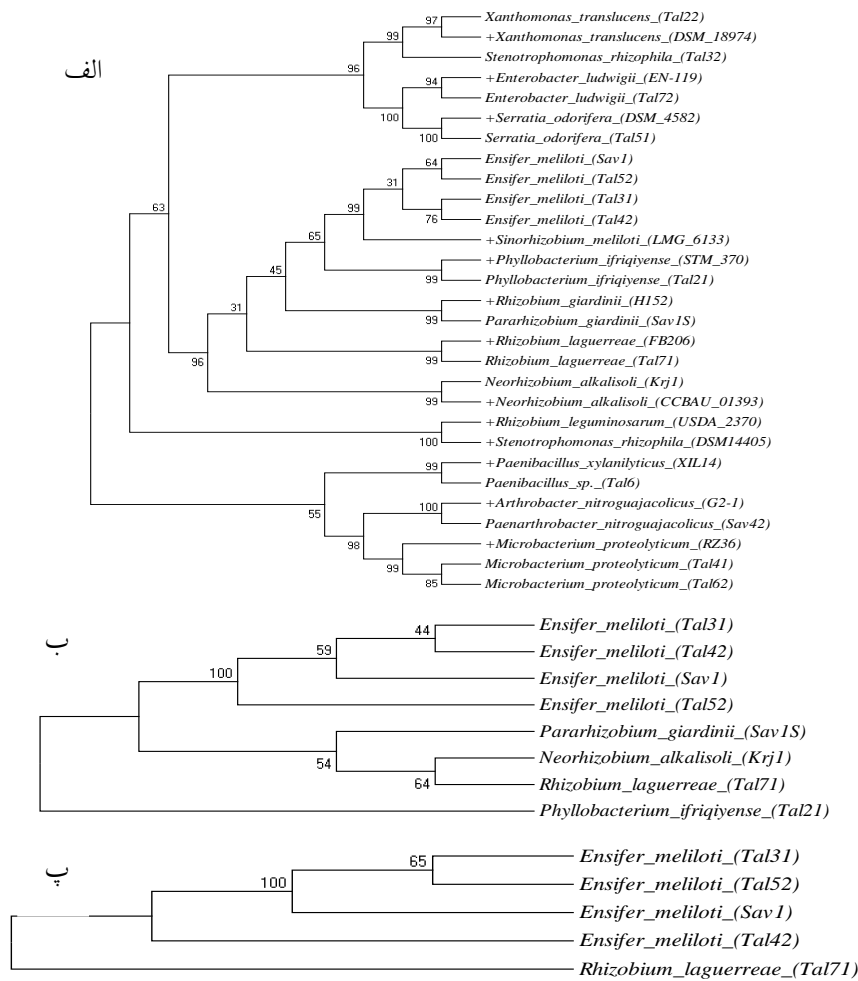 الف
97
Xanthomonas_translucens_(Tal22)
99
+Xanthomonas_translucens_(DSM_18974)
Stenotrophomonas_rhizophila_(Tal32)
96
94
+Enterobacter_ludwigii_(EN-119)
Enterobacter_ludwigii_(Tal72)
100
+Serratia_odorifera_(DSM_4582)
100
Serratia_odorifera_(Tal51)
64
Ensifer_meliloti_(Sav1)
31
Ensifer_meliloti_(Tal52)
Ensifer_meliloti_(Tal31)
99
76
Ensifer_meliloti_(Tal42)
63
65
+Sinorhizobium_meliloti_(LMG_6133)
+Phyllobacterium_ifriqiyense_(STM_370)
45
99
Phyllobacterium_ifriqiyense_(Tal21)
31
+Rhizobium_giardinii_(H152)
99
Pararhizobium_giardinii_(Sav1S)
+Rhizobium_laguerreae_(FB206)
96
99
Rhizobium_laguerreae_(Tal71)
Neorhizobium_alkalisoli_(Krj1)
99
+Neorhizobium_alkalisoli_(CCBAU_01393)
+Rhizobium_leguminosarum_(USDA_2370)
100
+Stenotrophomonas_rhizophila_(DSM14405)
99
+Paenibacillus_xylanilyticus_(XIL14)
Paenibacillus_sp._(Tal6)
55
100
+Arthrobacter_nitroguajacolicus_(G2-1)
Paenarthrobacter_nitroguajacolicus_(Sav42)
98
+Microbacterium_proteolyticum_(RZ36)
99
Microbacterium_proteolyticum_(Tal41)
85
Microbacterium_proteolyticum_(Tal62)
ب
44
Ensifer_meliloti_(Tal31)
59
Ensifer_meliloti_(Tal42)
100
Ensifer_meliloti_(Sav1)
Ensifer_meliloti_(Tal52)
Pararhizobium_giardinii_(Sav1S)
54
Neorhizobium_alkalisoli_(Krj1)
64
Rhizobium_laguerreae_(Tal71)
Phyllobacterium_ifriqiyense_(Tal21)
پ
65
Ensifer_meliloti_(Tal31)
100
Ensifer_meliloti_(Tal52)
Ensifer_meliloti_(Sav1)
Ensifer_meliloti_(Tal42)
Rhizobium_laguerreae_(Tal71)